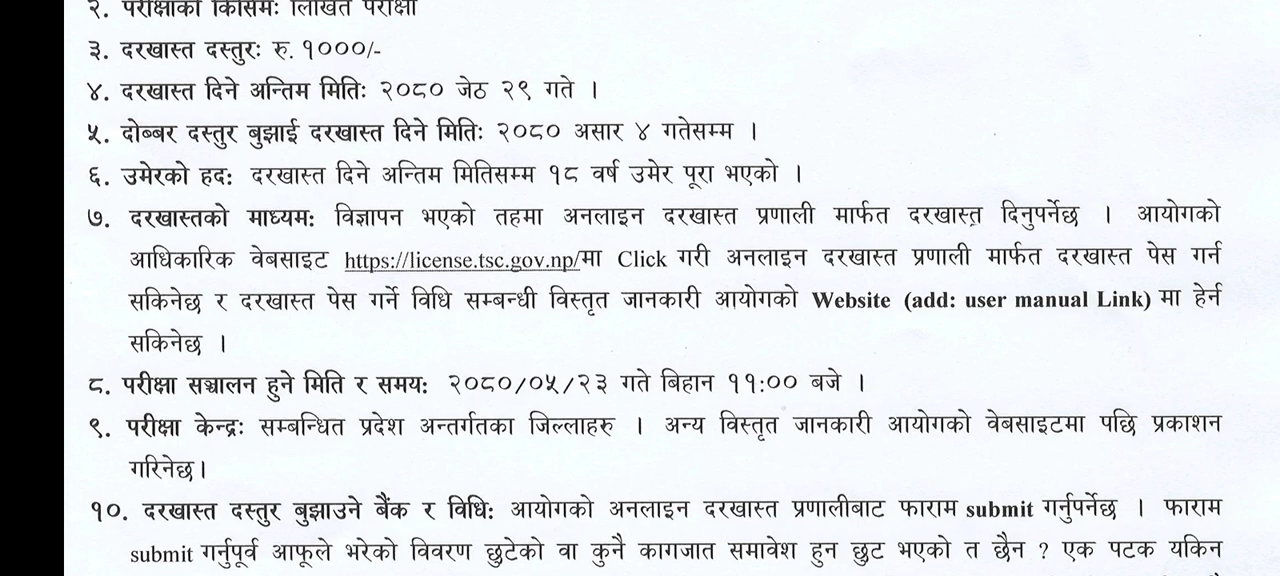 २. परीक्षाको किसिमः लिखित परीक्षा
३. दरखास्त दस्तुरः रु. १०००/-
४. दरखास्त दिने अन्तिम मितिः २०८० जेठ २९ गते ।
५. दोब्बर दस्तुर बुझाई दरखास्त दिने मितिः २०८० असार ४ गतेसम्म ।
६. उमेरको हदः दरखास्त दिने अन्तिम मितिसम्म १८ वर्ष उमेर पूरा भएको ।
७. दरखास्तको माध्यमः विज्ञापन भएको तहमा अनलाइन दरखास्त प्रणाली मार्फत दरखास्त दिनुपर्नेछ । आयोगको
आधिकारिक वेबसाइट https://license.tsc.gov.np/मा Click गरी अनलाइन दरखास्त प्रणाली मार्फत दरखास्त पेस गर्न
सकिनेछ र दरखास्त पेस गर्ने विधि सम्बन्धी विस्तृत जानकारी आयोगको Website (add: user manual Link) मा हेर्न
सकिनेछ ।
८. परीक्षा सञ्चालन हुने मिति र समयः २०८०/०५/२३ गते बिहान ११:०० बजे ।
९. परीक्षा केन्द्रः सम्बन्धित प्रदेश अन्तर्गतका जिल्लाहरु । अन्य विस्तृत जानकारी आयोगको वेबसाइटमा पछि प्रकाशन
गरिनेछ।
१०. दरखास्त दस्तुर बुझाउने बैंक र विधिः आयोगको अनलाइन दरखास्त प्रणालीबाट फाराम submit गर्नुपर्नेछ । फाराम
submit गर्नुपूर्व आफूले भरेको विवरण छुटेको वा कुनै कागजात समावेश हुन छुट भएको त छैन ? एक पटक यकिन